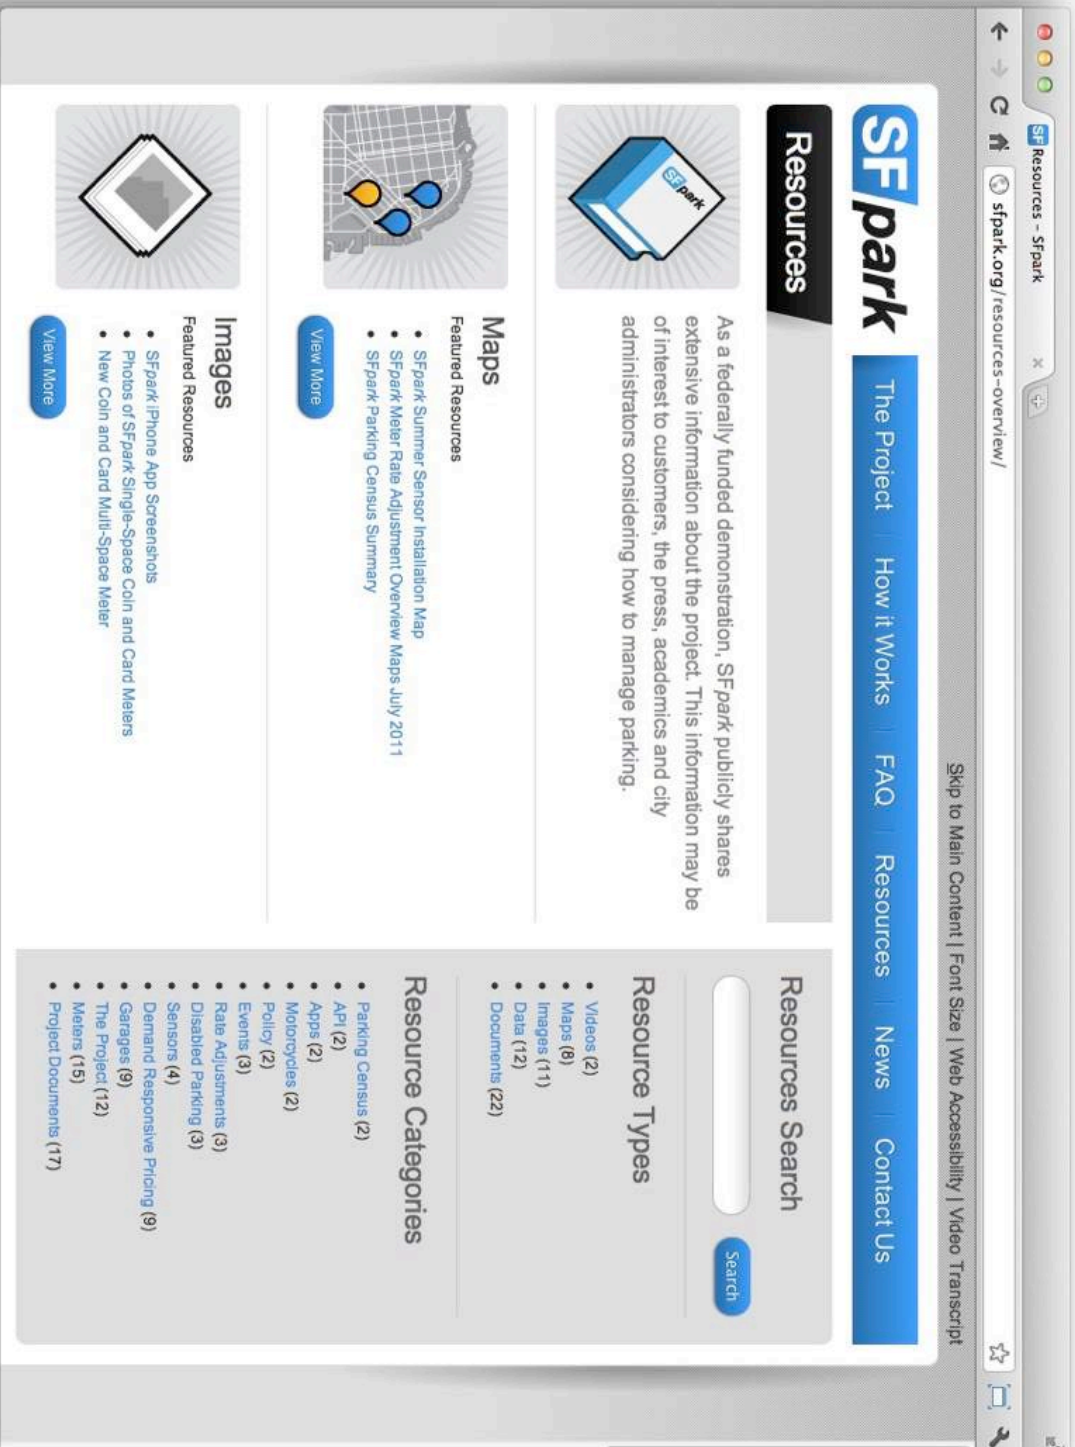 SF Resources - SFpark
sfpark.org/resources-overview/
Skip to Main Content | Font Size | Web Accessibility | Video Transcript
SFpark
The Project | How it Works | FAQ | Resources | News | Contact Us
Resources
SFpark
As a federally funded demonstration, SFpark publicly shares
extensive information about the project. This information may be
of interest to customers, the press, academics and city
administrators considering how to manage parking.
Maps
Featured Resources
• SFpark Summer Sensor Installation Map
• SFpark Meter Rate Adjustment Overview Maps July 2011
• SFpark Parking Census Summary
View More
Images
Featured Resources
• SFpark iPhone App Screenshots
• Photos of SFpark Single-Space Coin and Card Meters
• New Coin and Card Multi-Space Meter
View More
Resources Search
Search
Resource Types
• Videos (2)
• Maps (8)
• Images (11)
• Data (12)
• Documents (22)
Resource Categories
• Parking Census (2)
• API (2)
• Apps (2)
• Motorcycles (2)
• Policy (2)
• Events (3)
• Rate Adjustments (3)
• Disabled Parking (3)
• Sensors (4)
• Demand Responsive Pricing (9)
• Garages (9)
• The Project (12)
• Meters (15)
• Project Documents (17)